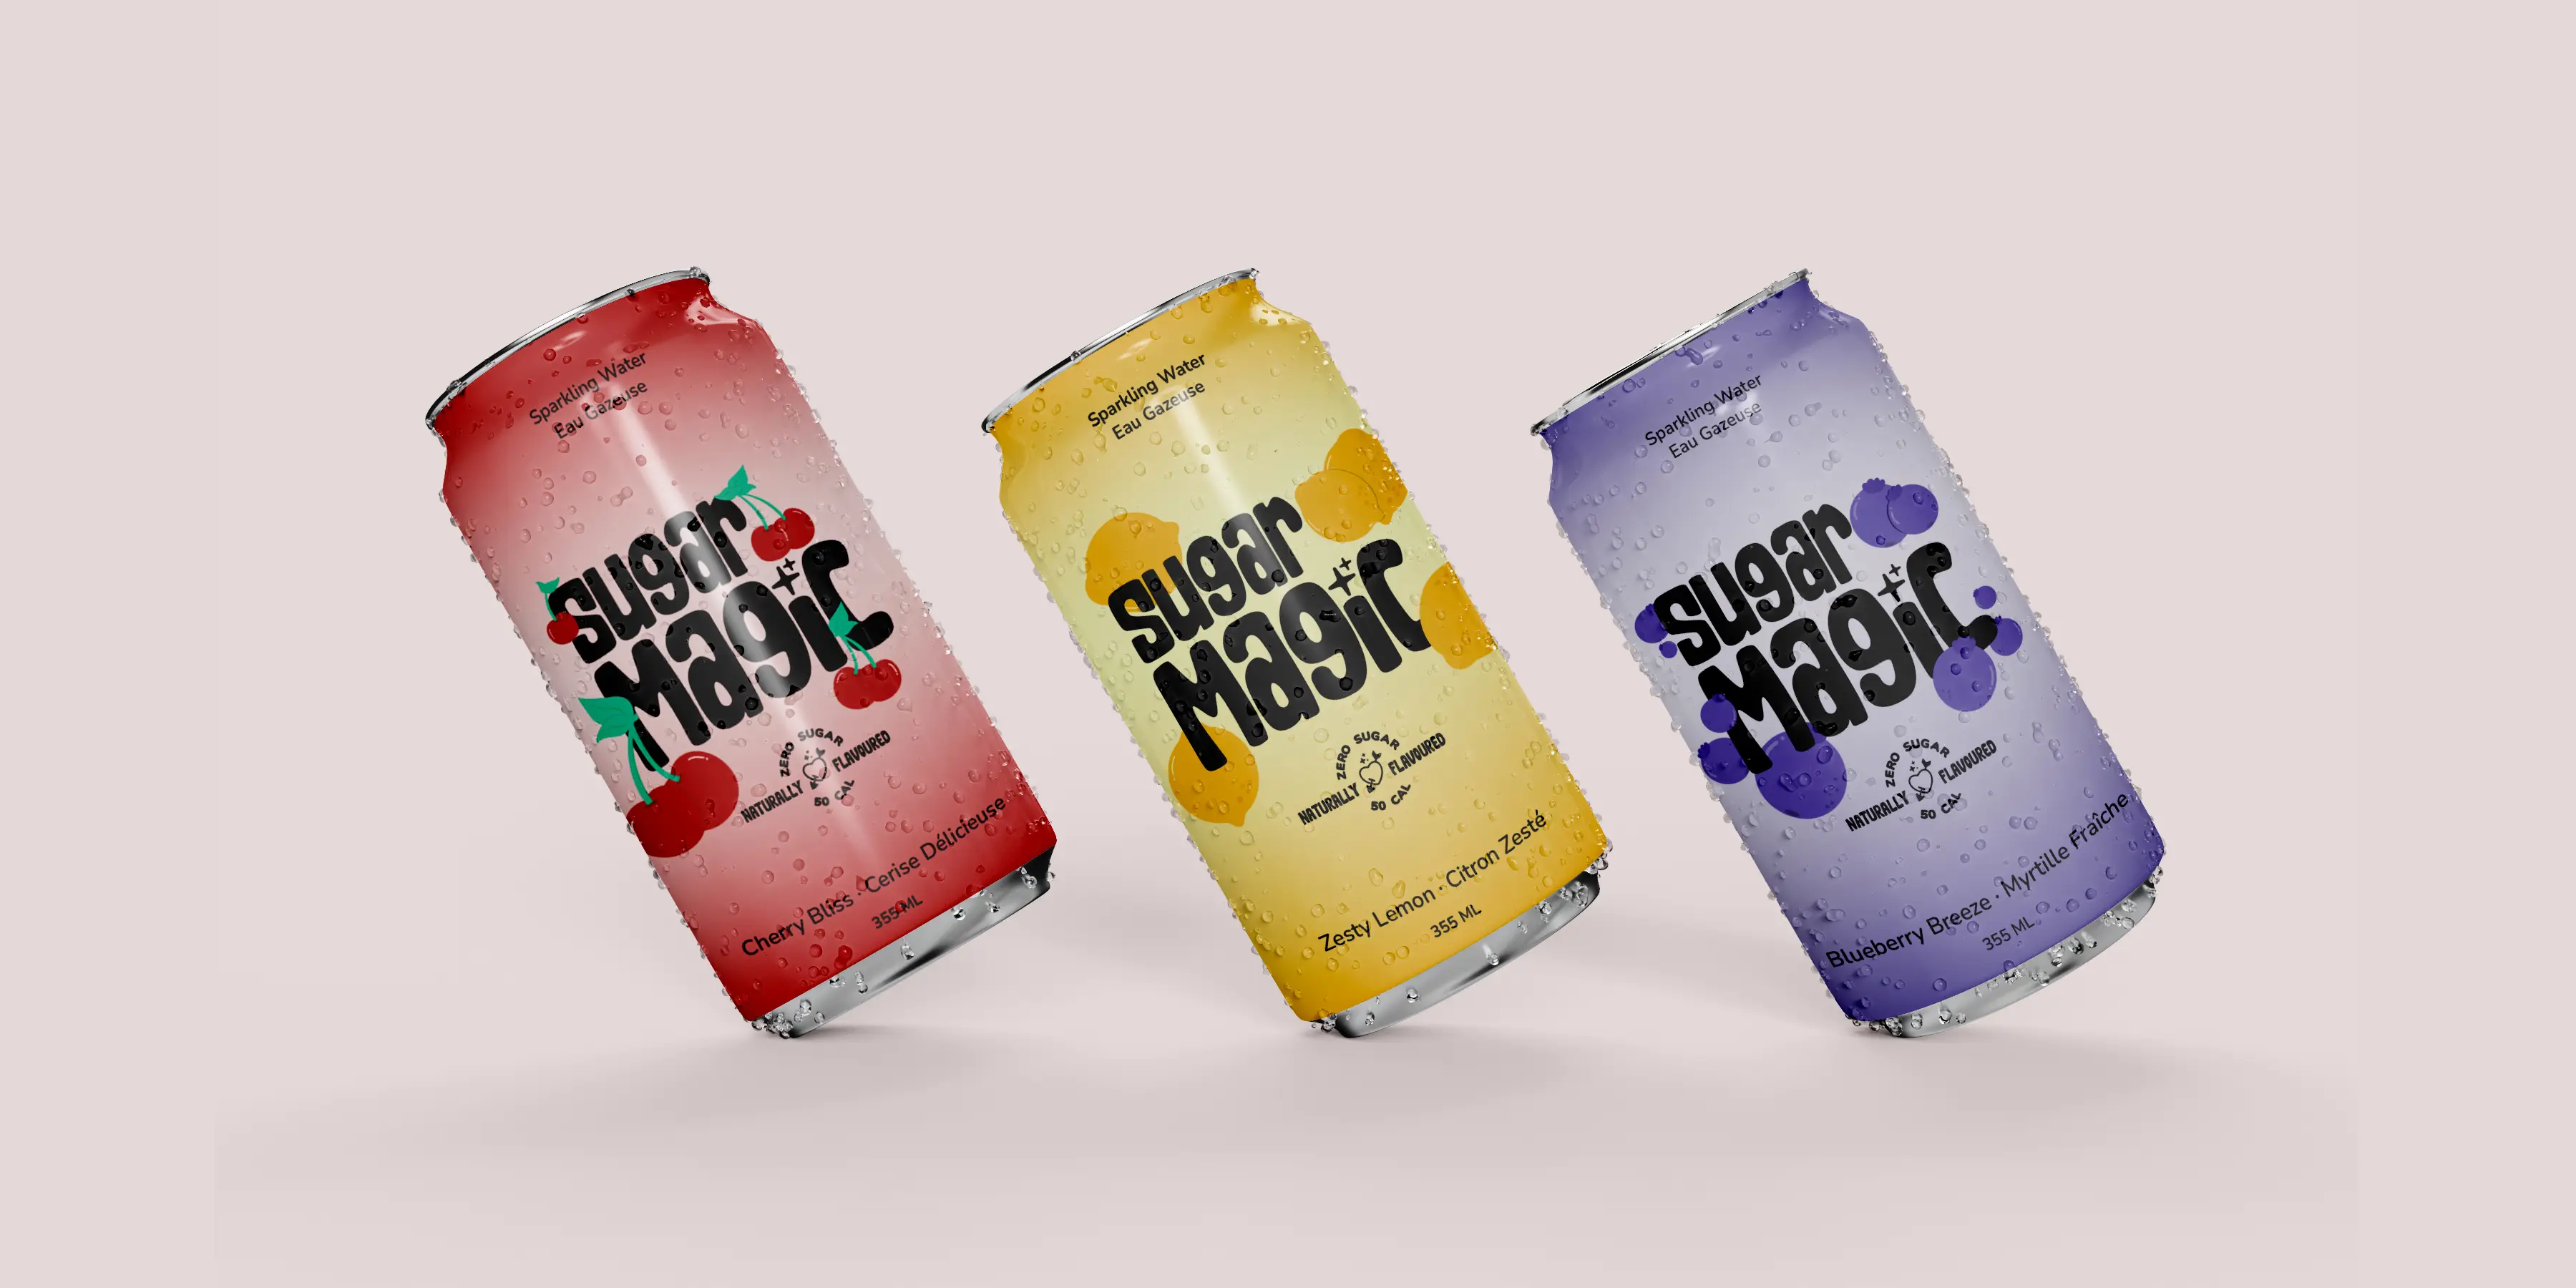 Sparkling Water
Eau Gazeuse
sugar
Magic
ZERO SUGAR
NATURALLY FLAVOURED
50 CAL
Cherry Bliss · Cerise Délicieuse
355 ML
Sparkling Water
Eau Gazeuse
sugar
Magic
ZERO SUGAR
NATURALLY FLAVOURED
50 CAL
Zesty Lemon · Citron Zesté
355 ML
Sparkling Water
Eau Gazeuse
sugar
Magic
ZERO SUGAR
NATURALLY FLAVOURED
50 CAL
Blueberry Breeze · Myrtille Fraîche
355 ML